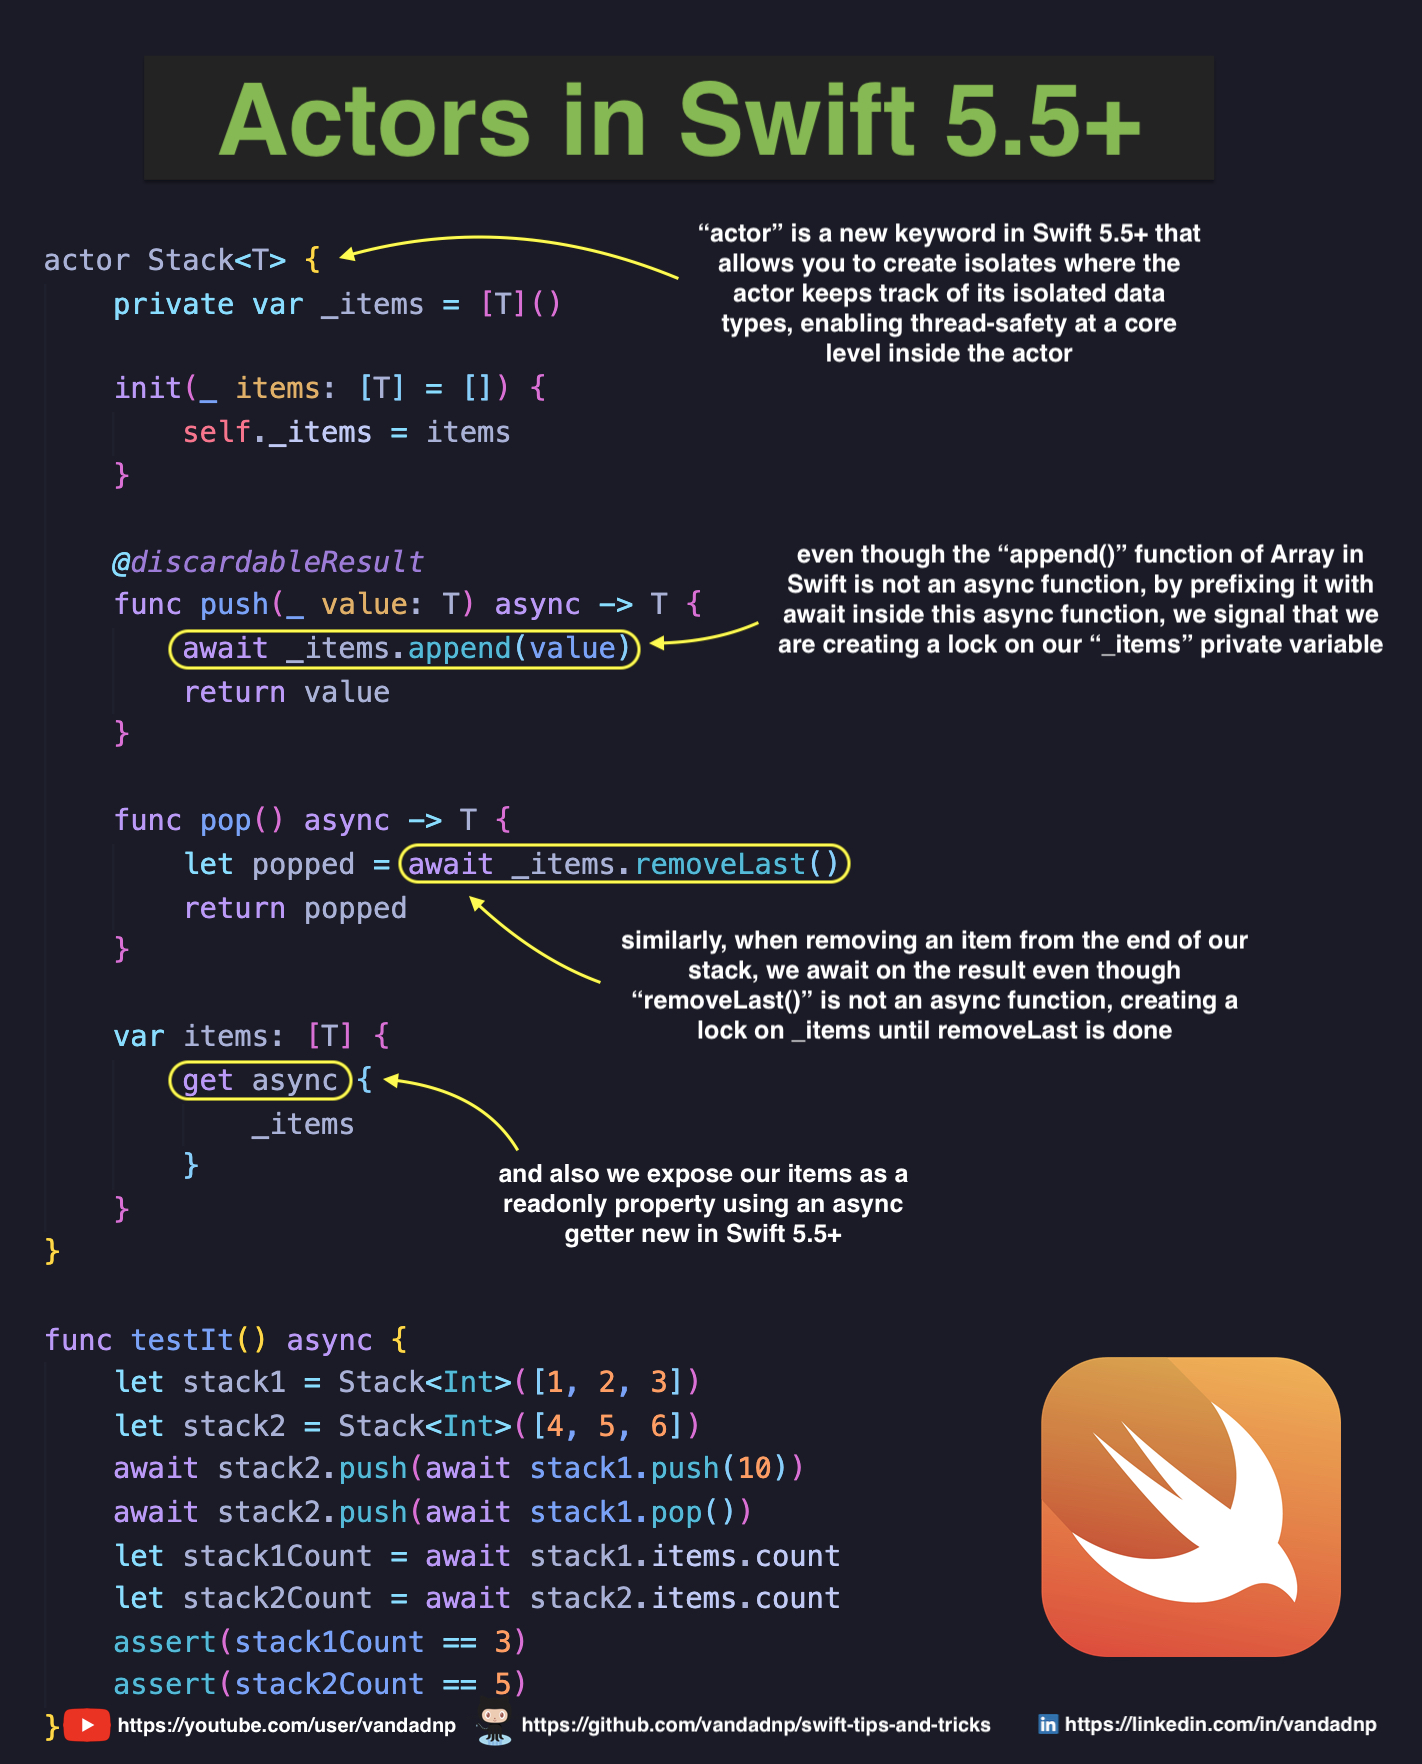 Actors in Swift 5.5+
actor Stack<T> {
“actor” is a new keyword in Swift 5.5+ that
allows you to create isolates where the
actor keeps track of its isolated data
types, enabling thread-safety at a core
level inside the actor
private var _items = [T]()
init(_ items: [T] = []) {
self._items = items
}
@discardableResult
func push(_ value: T) async -> T {
await _items.append(value)
return value
}
even though the “append()” function of Array in
Swift is not an async function, by prefixing it with
await inside this async function, we signal that we
are creating a lock on our “_items” private variable
func pop() async -> T {
let popped = await _items.removeLast()
return popped
}
similarly, when removing an item from the end of our
stack, we await on the result even though
“removeLast()” is not an async function, creating a
lock on _items until removeLast is done
var items: [T] {
get async {
_items
}
}
}
and also we expose our items as a
readonly property using an async
getter new in Swift 5.5+
func testIt() async {
let stack1 = Stack<Int>([1, 2, 3])
let stack2 = Stack<Int>([4, 5, 6])
await stack2.push(await stack1.push(10))
await stack2.push(await stack1.pop())
let stack1Count = await stack1.items.count
let stack2Count = await stack2.items.count
assert(stack1Count == 3)
assert(stack2Count == 5)
}
https://youtube.com/user/vandadnp
https://github.com/vandadnp/swift-tips-and-tricks
in https://linkedin.com/in/vandadnp